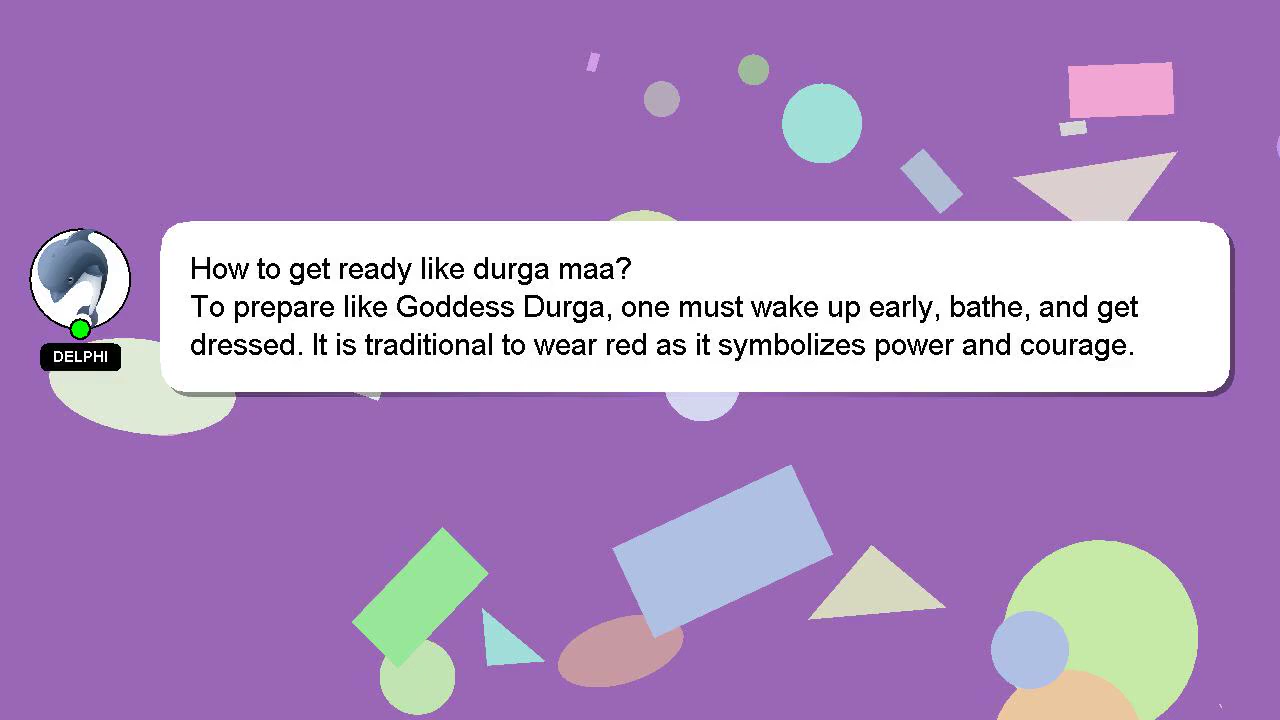 How to get ready like durga maa?
To prepare like Goddess Durga, one must wake up early, bathe, and get
dressed. It is traditional to wear red as it symbolizes power and courage.
DELPHI